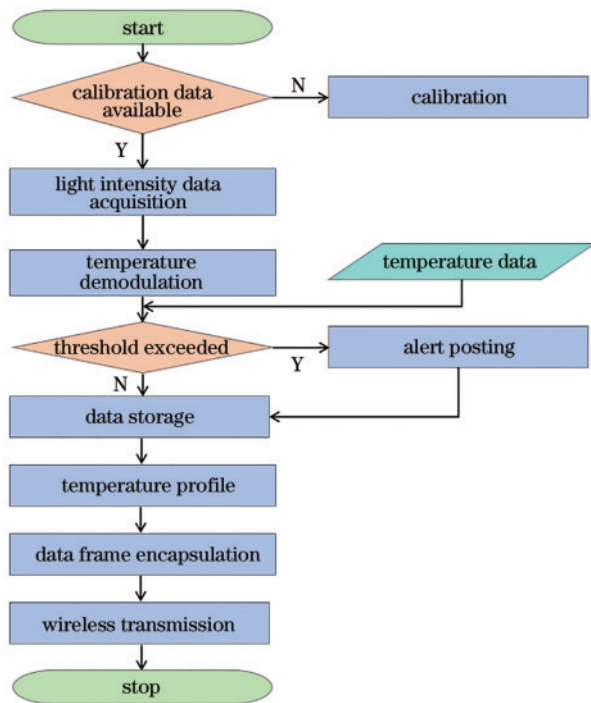 start
calibration data
available
N
calibration
Y
light intensity data
acquisition
temperature
demodulation
temperature data
threshold exceeded
Y
alert posting
N
data storage
temperature profile
data frame encapsulation
wireless transmission
stop